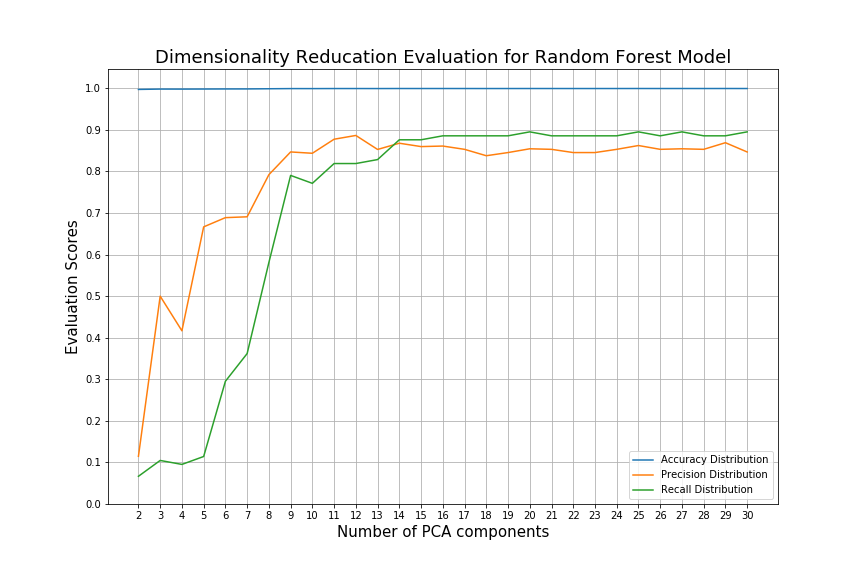 Dimensionality Reducation Evaluation for Random Forest Model
Evaluation Scores
1.0
0.9
0.8
0.7
0.6
0.5
0.4
0.3
0.2
0.1
0.0
Accuracy Distribution
Precision Distribution
Recall Distribution
2 3 4 5 6 7 8 9 10 11 12 13 14 15 16 17 18 19 20 21 22 23 24 25 26 27 28 29 30
Number of PCA components